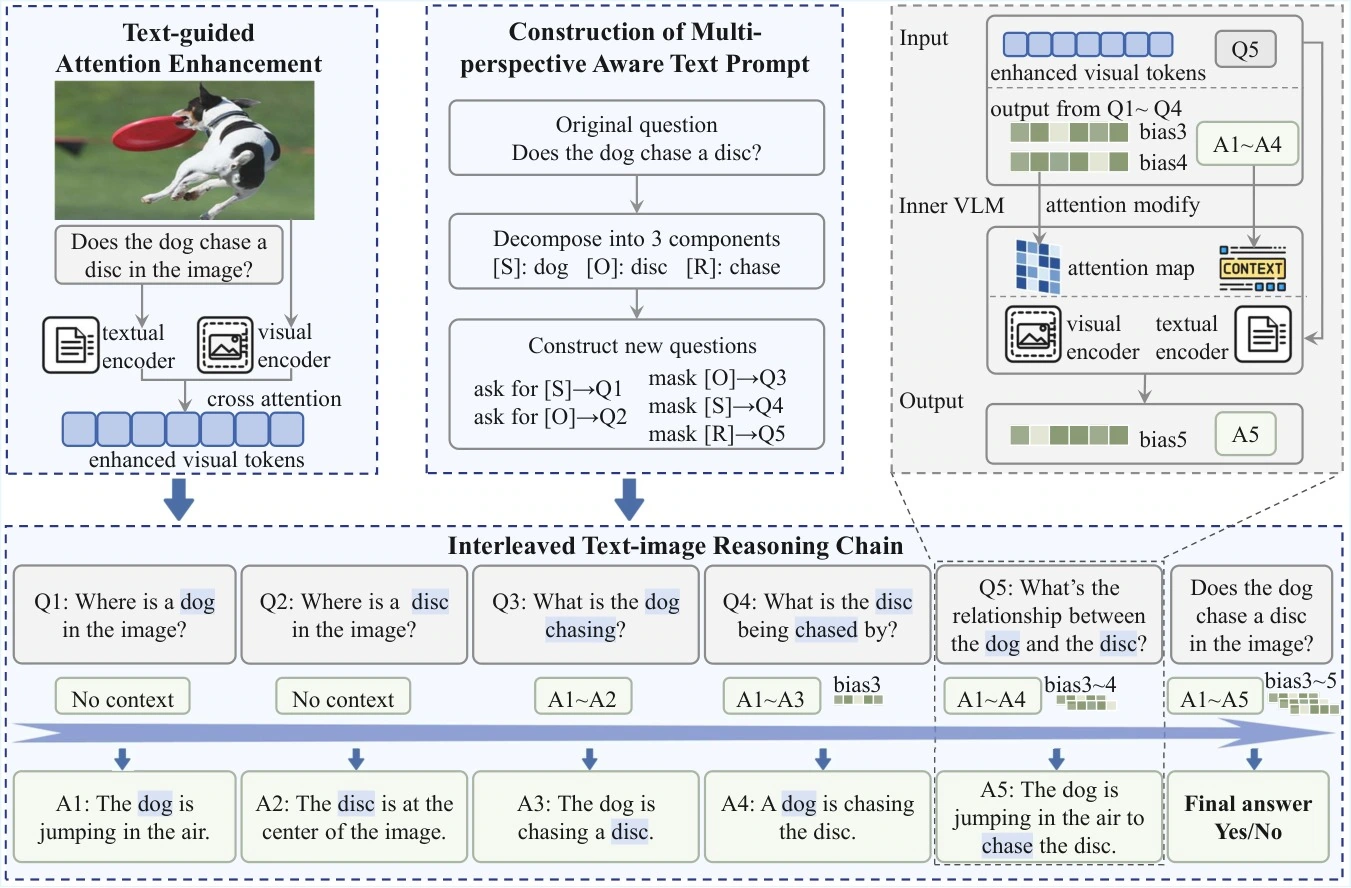 Text-guided
Attention Enhancement
Does the dog chase a
disc in the image?
textual
encoder
visual
encoder
cross attention
enhanced visual tokens
Construction of Multi-
perspective Aware Text Prompt
Original question
Does the dog chase a disc?
Decompose into 3 components
[S]: dog [O]: disc [R]: chase
Construct new questions
ask for [S]→Q1
ask for [O]→Q2
mask [O]→Q3
mask [S]→Q4
mask [R]→Q5
Input
enhanced visual tokens
Q5
output from Q1~ Q4
bias3
bias4
A1~A4
Inner VLM
attention modify
attention map
CONTEXT
visual
encoder
textual
encoder
Output
bias5
A5
Interleaved Text-image Reasoning Chain
Q1: Where is a dog
in the image?
Q2: Where is a disc
in the image?
Q3: What is the dog
chasing?
Q4: What is the disc
being chased by?
Q5: What’s the
relationship between
the dog and the disc?
Does the dog
chase a disc
in the image?
No context
No context
A1~A2
A1~A3
bias3
A1~A4
bias3~4
A1~A5
bias3~5
A1: The dog is
jumping in the air.
A2: The disc is at the
center of the image.
A3: The dog is
chasing a disc.
A4: A dog is chasing
the disc.
A5: The dog is
jumping in the air to
chase the disc.
Final answer
Yes/No